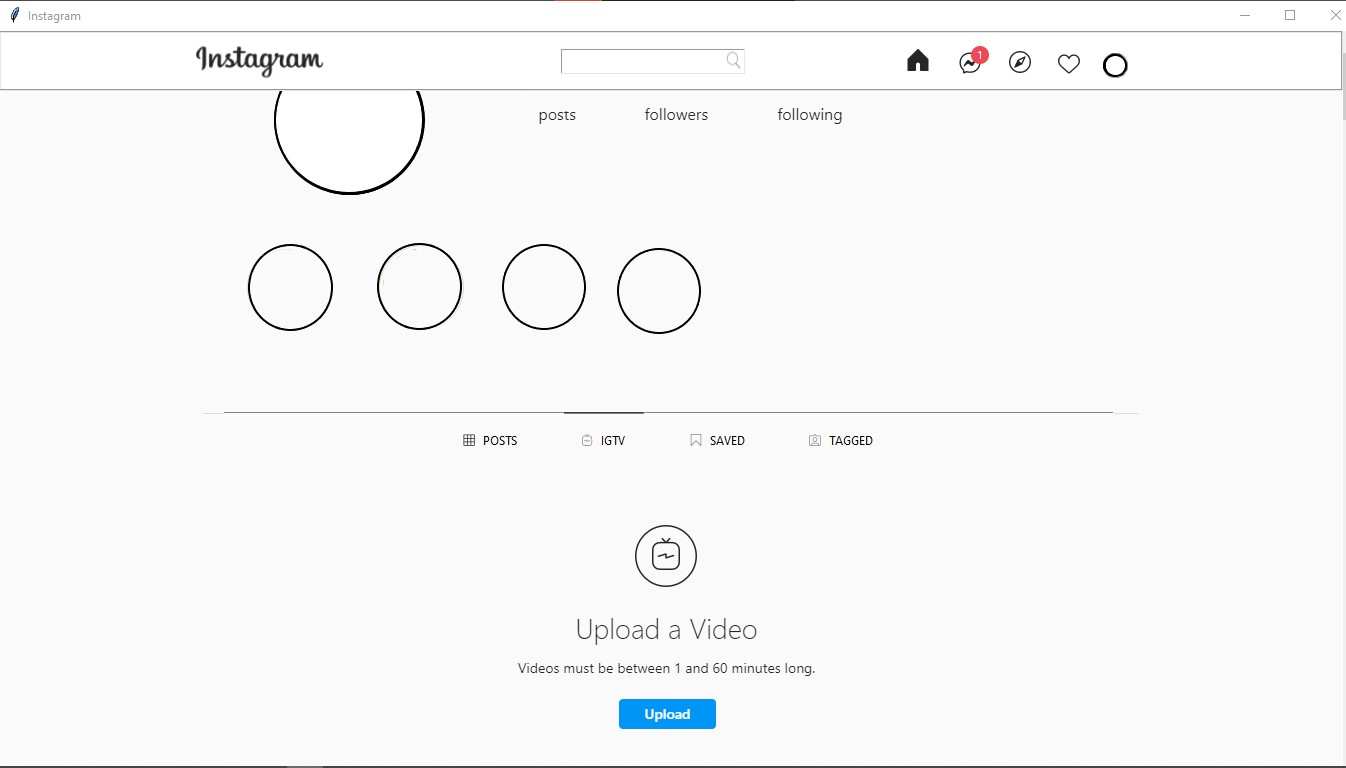 Instagram
Instagram
1
posts followers following
POSTS IGTV SAVED TAGGED
Upload a Video
Videos must be between 1 and 60 minutes long.
Upload